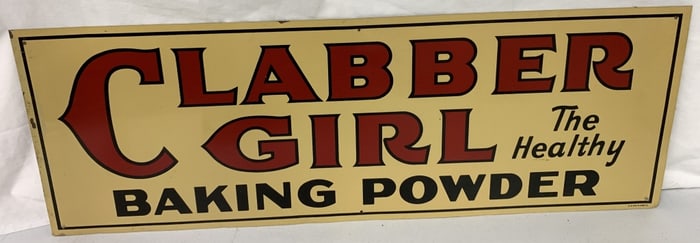 CLABBER
GIRL The Healthy
BAKING POWDER